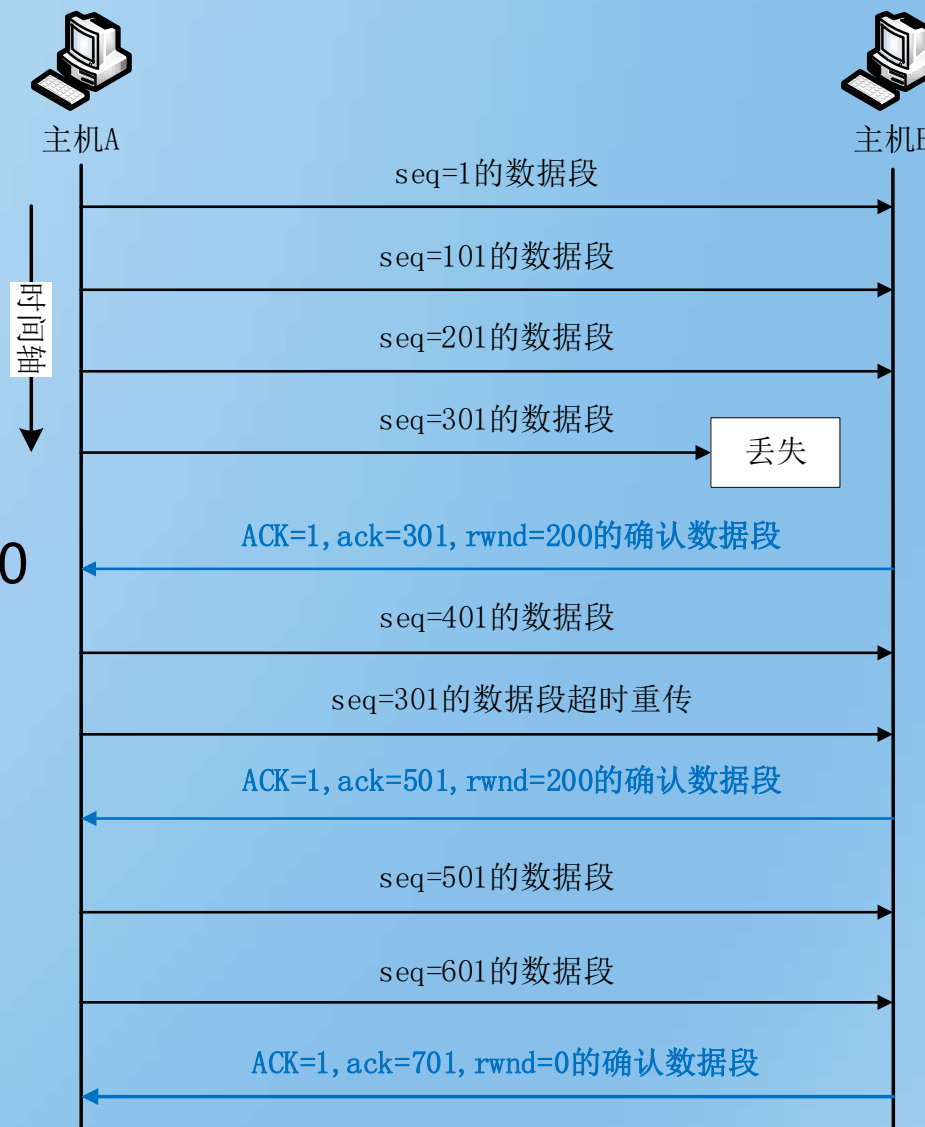 主机A
主机B
seq=1的数据段
seq=101的数据段
时间轴
seq=201的数据段
seq=301的数据段
丢失
0
ACK=1,ack=301,rwnd=200的确认数据段
seq=401的数据段
seq=301的数据段超时重传
ACK=1,ack=501,rwnd=200的确认数据段
seq=501的数据段
seq=601的数据段
ACK=1,ack=701,rwnd=0的确认数据段